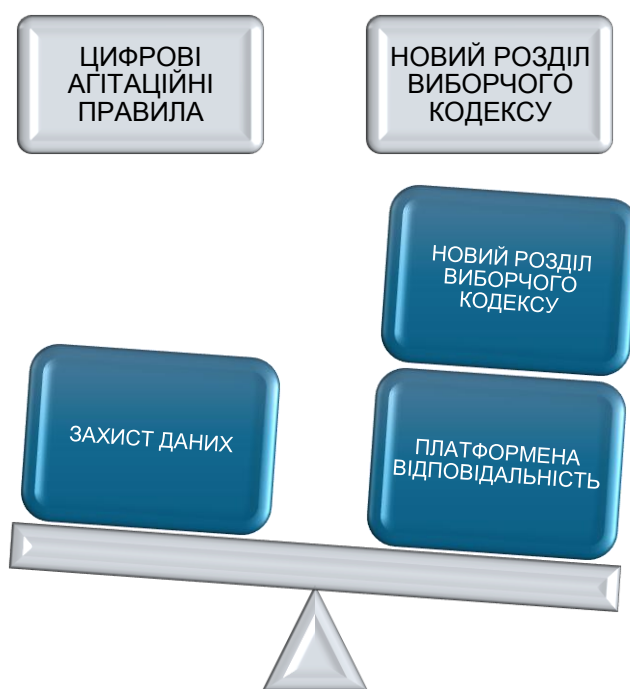 ЦИФРОВІ
АГІТАЦІЙНІ
ПРАВИЛА
НОВИЙ РОЗДІЛ
ВИБОРЧОГО
КОДЕКСУ
НОВИЙ РОЗДІЛ
ВИБОРЧОГО
КОДЕКСУ
ЗАХИСТ ДАНИХ
ПЛАТФОРМЕНА
ВІДПОВІДАЛЬНІСТЬ